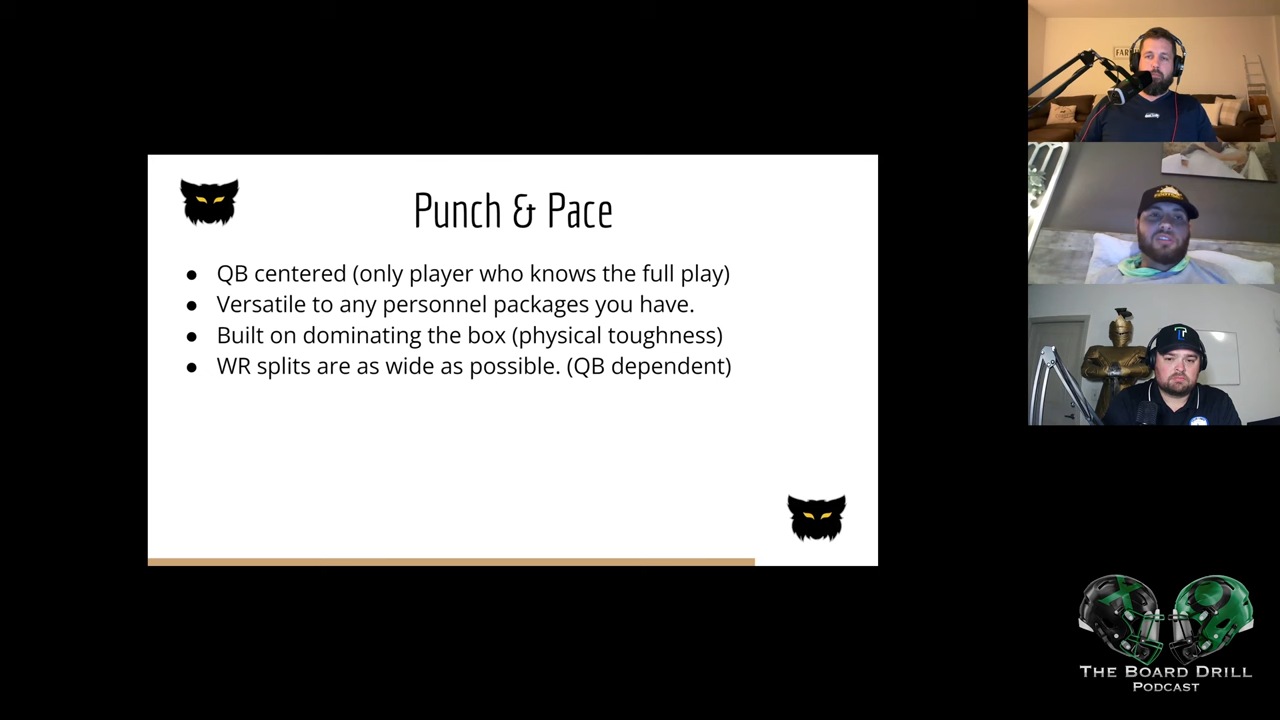 Punch & Pace
● QB centered (only player who knows the full play)
● Versatile to any personnel packages you have.
● Built on dominating the box (physical toughness)
● WR splits are as wide as possible. (QB dependent)
THE BOARD DRILL
PODCAST